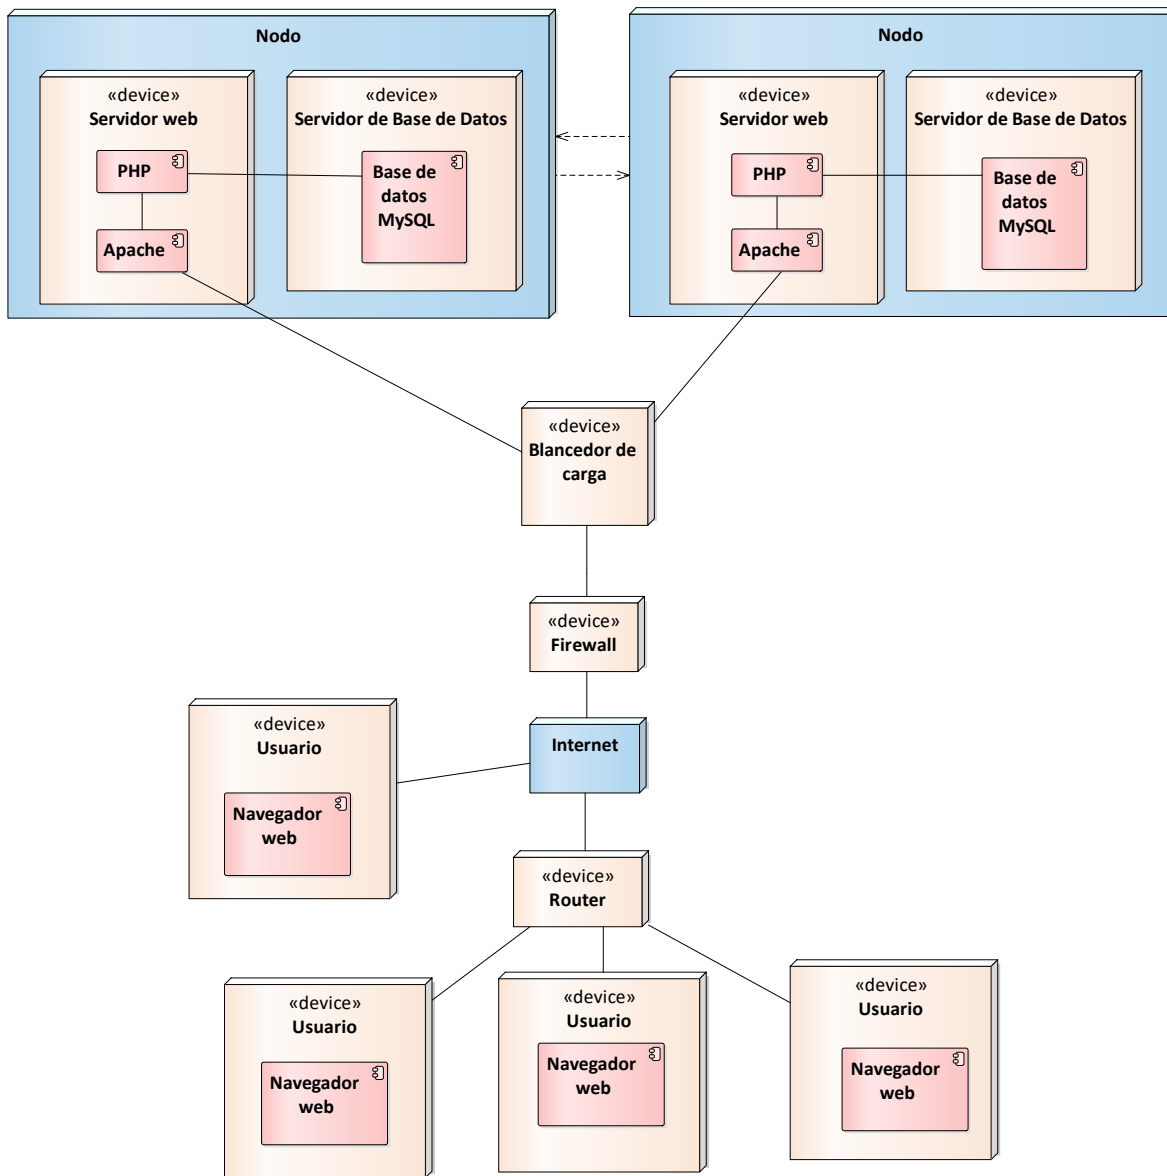 Nodo
«device»
Servidor web
PHP
Apache
«device»
Servidor de Base de Datos
Base de
datos
MySQL
Nodo
«device»
Servidor web
PHP
Apache
«device»
Servidor de Base de Datos
Base de
datos
MySQL
«device»
Blancedor de
carga
«device»
Firewall
Internet
«device»
Usuario
Navegador
web
«device»
Router
«device»
Usuario
Navegador
web
«device»
Usuario
Navegador
web
«device»
Usuario
Navegador
web